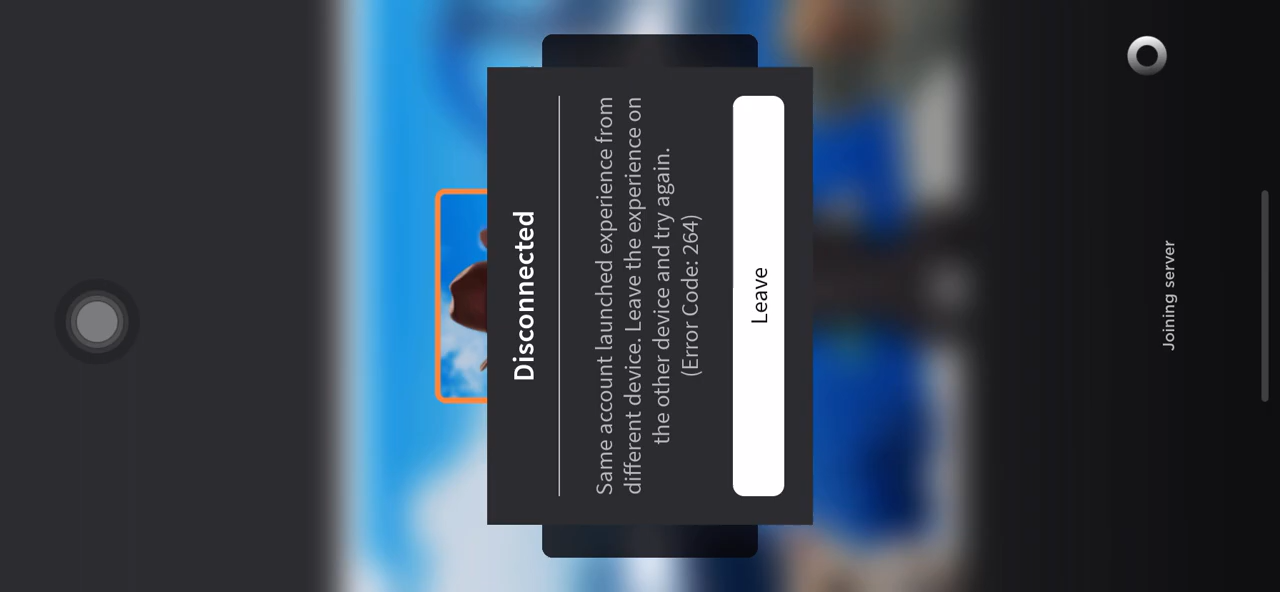 Disconnected
Same account launched experience from
different device. Leave the experience on
the other device and try again.
(Error Code: 264)
Leave
Joining server